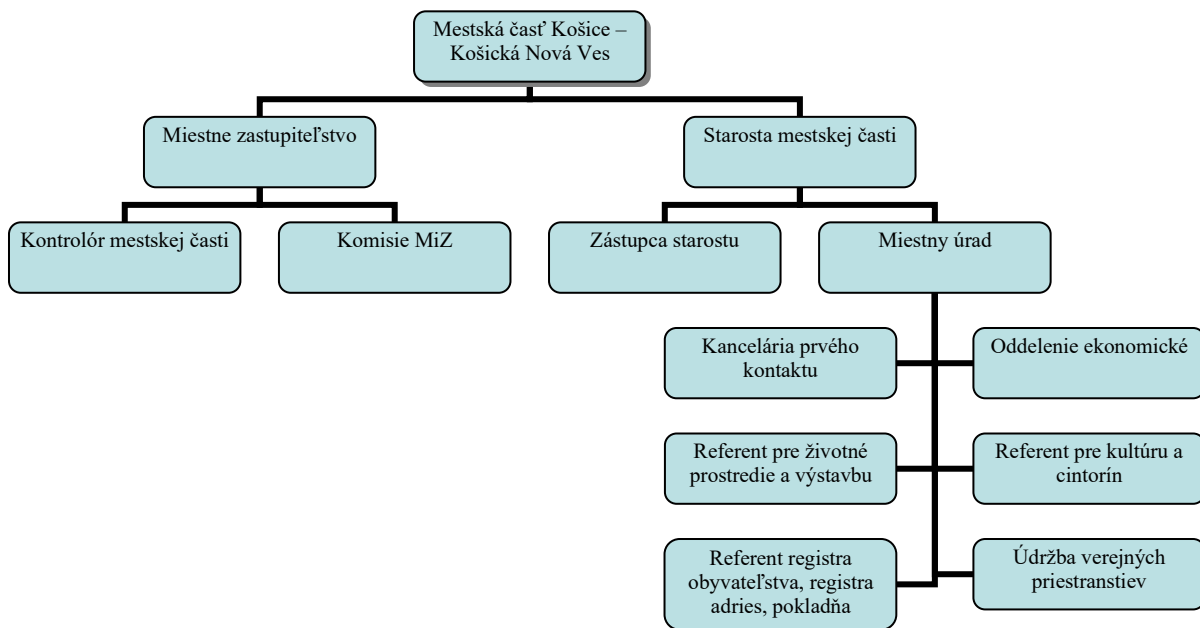 Mestská časť Košice –
Košická Nová Ves
Miestne zastupiteľstvo
Starosta mestskej časti
Kontrolór mestskej časti
Komisie MiZ
Zástupca starostu
Miestny úrad
Kancelária prvého
kontaktu
Oddelenie ekonomické
Referent pre životné
prostredie a výstavbu
Referent pre kultúru a
cintorín
Referent registra
obyvateľstva, registra
adries, pokladňa
Údržba verejných
priestranstiev